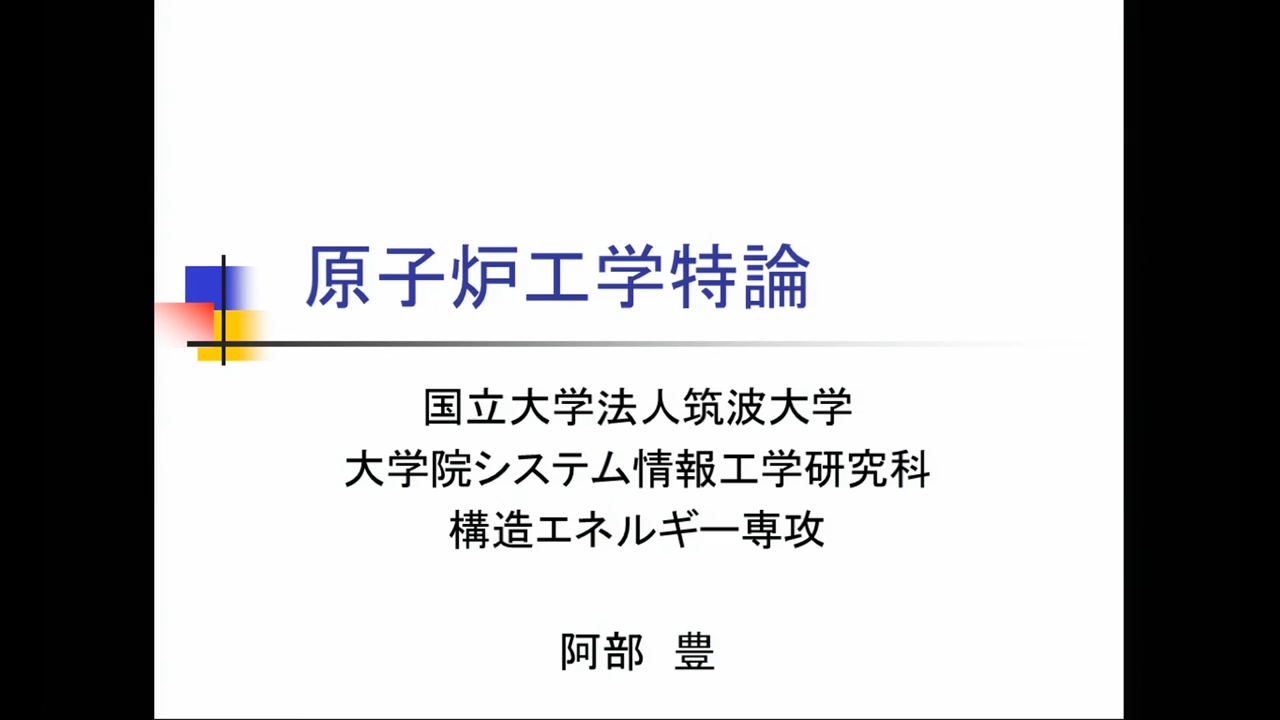 原子炉工学特論
国立大学法人筑波大学
大学院システム情報工学研究科
構造エネルギー専攻
阿部　豊